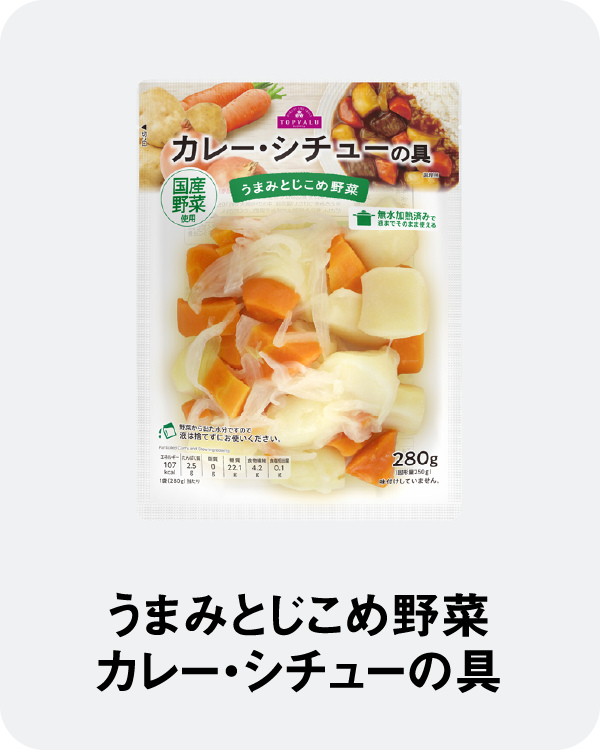 TOPVALU
カレー・シチューの具
国産
野菜
使用
うまみとじこめ野菜
無水加熱済みで
液までそのまま使える
野菜から出た水分ですので
液は捨てずにお使いください。
エネルギー たんぱく質 脂質 糖質 食物繊維 食塩相当量
107 2.5 0 22.1 4.2 0.1
kcal g g g g g
1袋(280g)当たり
280g
(固形量250g)
味付けしていません。
うまみとじこめ野菜
カレー・シチューの具